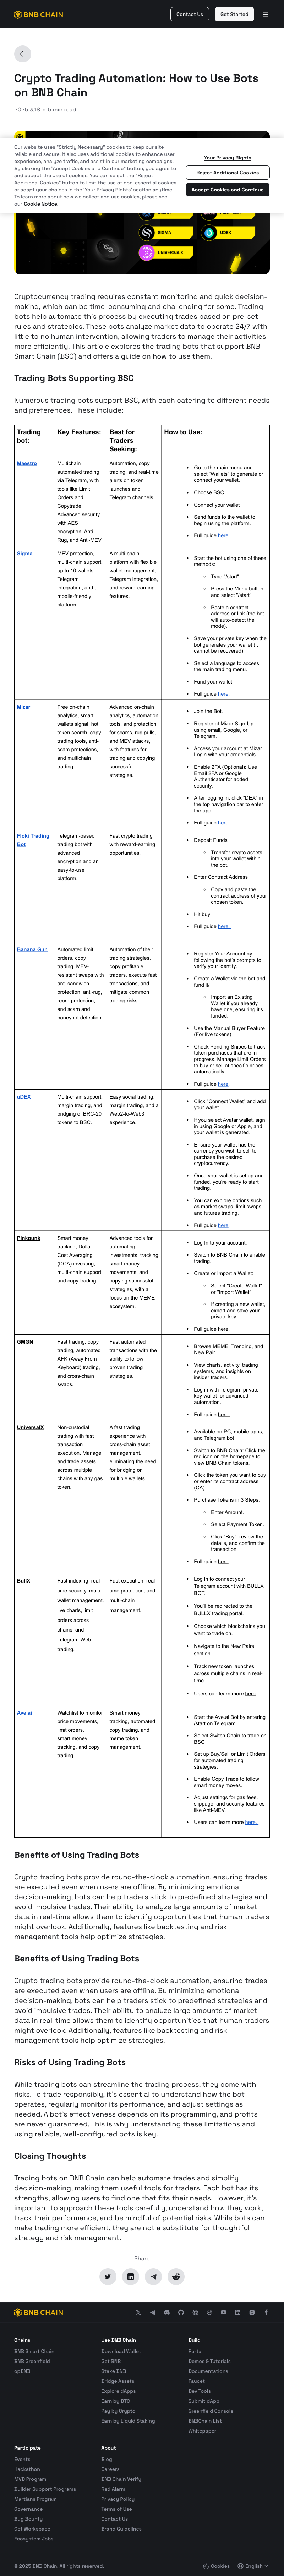 BNB CHAIN
Contact Us
Get Started
Crypto Trading Automation: How to Use Bots
on BNB Chain
2025.3.18 • 5 min read
Our website uses "Strictly Necessary" cookies to keep our site
reliable and secure. It also uses additional cookies to enhance user
experience, analyze traffic, and assist in our marketing campaigns.
By clicking the "Accept Cookies and Continue" button, you agree to
our and third parties' placement of cookies. As you agree to
such use of cookies. You can also select the "Reject Additional
Cookies" button to limit the use of non-essential cookies
or adapt your choices in the "Your Privacy Rights" section anytime.
To learn more about how we collect and use cookies, please see
our Cookie Notice.
Your Privacy Rights
Reject Additional Cookies
Accept Cookies and Continue
SIGMA
SIGMA
UDEX
UNIVERSALX
Cryptocurrency trading requires constant monitoring and quick decision-
making, which can be time-consuming and challenging for some. Trading
bots help automate this process by executing trades based on pre-set
rules and strategies. These bots analyze market data to operate 24/7 with
little to no human intervention, allowing traders to manage their activities
more efficiently. This article explores the trading bots that support BNB
Smart Chain (BSC) and offers a guide on how to use them.
Trading Bots Supporting BSC
Numerous trading bots support BSC, with each catering to different needs
and preferences. These include:
Trading
bot:
Key Features:
Best for
Traders
Seeking:
How to Use:
Maestro
Multichain
automated trading
via Telegram, with
tools like Limit
Orders and
Copytrade.
Advanced security
with AES
encryption, Anti-
Rug, and Anti-MEV.
Automation, copy
trading, and real-time
alerts on token
launches and
Telegram channels.
Go to the main menu and
select "Wallets" to generate or
connect your wallet.
Choose BSC
Connect your wallet
Send funds to the wallet to
begin using the platform.
Full guide here.
Sigma
MEV protection,
multi-chain support,
up to 10 wallets,
Telegram
integration, and a
mobile-friendly
platform.
A multi-chain
platform with flexible
wallet management,
Telegram integration,
and reward-earning
features.
Start the bot using one of these
methods:
Type "/start"
Press the Menu button
and select "/start"
Paste a contract
address or link (the bot
will auto-detect the
mode).
Save your private key when the
bot generates your wallet (it
cannot be recovered).
Select a language to access
the main trading menu.
Fund your wallet
Full guide here.
Mizar
Free on-chain
analytics, smart
wallets signal, hot
token search, copy-
trading tools, anti-
scam protections,
and multichain
trading.
Advanced on-chain
analytics, automation
tools, and protection
for scams, rug pulls,
and MEV attacks,
with features for
trading and copying
successful
strategies.
Join the Bot.
Register at Mizar Sign-Up
using email, Google, or
Telegram.
Access your account at Mizar
Login with your credentials.
Enable 2FA (Optional): Use
Email 2FA or Google
Authenticator for added
security.
After logging in, click "DEX" in
the top navigation bar to enter
the app.
Full guide here.
Floki Trading
Bot
Telegram-based
trading bot with
advanced
encryption and an
easy-to-use
platform.
Fast crypto trading
with reward-earning
opportunities.
Deposit Funds
Transfer crypto assets
into your wallet within
the bot.
Enter Contract Address
Copy and paste the
contract address of your
chosen token.
Hit buy
Full guide here.
Banana Gun
Automated limit
orders, copy
trading, MEV-
resistant swaps with
anti-sandwich
protection, anti-rug,
reorg protection,
and scam and
honeypot detection.
Automation of their
trading strategies,
copy profitable
traders, execute fast
transactions, and
mitigate common
trading risks.
Register Your Account by
following the bot's prompts to
verify your identity.
Create a Wallet via the bot and
fund it/
Import an Existing
Wallet if you already
have one, ensuring it's
funded.
Use the Manual Buyer Feature
(For live tokens)
Check Pending Snipes to track
token purchases that are in
progress. Manage Limit Orders
to buy or sell at specific prices
automatically.
Full guide here.
uDEX
Multi-chain support,
margin trading, and
bridging of BRC-20
tokens to BSC.
Easy social trading,
margin trading, and a
Web2-to-Web3
experience.
Click "Connect Wallet" and add
your wallet.
If you select Avatar wallet, sign
in using Google or Apple, and
your wallet is generated.
Ensure your wallet has the
currency you wish to sell to
purchase the desired
cryptocurrency.
Once your wallet is set up and
funded, you're ready to start
trading.
You can explore options such
as market swaps, limit swaps,
and futures trading.
Full guide here.
Pinkpunk
Smart money
tracking, Dollar-
Cost Averaging
(DCA) investing,
multi-chain support,
and copy-trading.
Advanced tools for
automating
investments, tracking
smart money
movements, and
copying successful
strategies, with a
focus on the MEME
ecosystem.
Log In to your account.
Switch to BNB Chain to enable
trading.
Create or Import a Wallet:
Select "Create Wallet"
or "Import Wallet".
If creating a new wallet,
export and save your
private key.
Full guide here.
GMGN
Fast trading, copy
trading, automated
AFK (Away From
Keyboard) trading,
and cross-chain
swaps.
Fast automated
transactions with the
ability to follow
proven trading
strategies.
Browse MEME, Trending, and
New Pair.
View charts, activity, trading
systems, and insights on
insider traders.
Log in with Telegram private
key wallet for advanced
automation.
Full guide here.
UniversalX
Non-custodial
trading with fast
transaction
execution. Manage
and trade assets
across multiple
chains with any gas
token.
A fast trading
experience with
cross-chain asset
management,
eliminating the need
for bridging or
multiple wallets.
Available on PC, mobile apps,
and Telegram bot
Switch to BNB Chain: Click the
red icon on the homepage to
view BNB Chain tokens.
Click the token you want to buy
or enter its contract address
(CA)
Purchase Tokens in 3 Steps:
Enter Amount.
Select Payment Token.
Click "Buy", review the
details, and confirm the
transaction.
Full guide here.
BullX
Fast indexing, real-
time security, multi-
wallet management,
live charts, limit
orders across
chains, and
Telegram-Web
trading.
Fast execution, real-
time protection, and
multi-chain
management.
Log in to connect your
Telegram account with BULLX
BOT.
You'll be redirected to the
BULLX trading portal.
Choose which blockchains you
want to trade on.
Navigate to the New Pairs
section.
Track new token launches
across multiple chains in real-
time.
Users can learn more here.
Ave.ai
Watchlist to monitor
price movements,
limit orders,
smart money
tracking, and copy
trading.
Smart money
tracking, automated
copy trading, and
meme token
management.
Start the Ave.ai Bot by entering
/start on Telegram.
Select Switch Chain to trade on
BSC
Set up Buy/Sell or Limit Orders
for automated trading
strategies.
Enable Copy Trade to follow
smart money moves.
Adjust settings for gas fees,
slippage, and security features
like Anti-MEV.
Users can learn more here.
Benefits of Using Trading Bots
Crypto trading bots provide round-the-clock automation, ensuring trades
are executed even when users are offline. By minimizing emotional
decision-making, bots can help traders stick to predefined strategies and
avoid impulsive trades. Their ability to analyze large amounts of market
data in real-time allows them to identify opportunities that human traders
might overlook. Additionally, features like backtesting and risk
management tools help optimize strategies.
Benefits of Using Trading Bots
Crypto trading bots provide round-the-clock automation, ensuring trades
are executed even when users are offline. By minimizing emotional
decision-making, bots can help traders stick to predefined strategies and
avoid impulsive trades. Their ability to analyze large amounts of market
data in real-time allows them to identify opportunities that human traders
might overlook. Additionally, features like backtesting and risk
management tools help optimize strategies.
Risks of Using Trading Bots
While trading bots can streamline the trading process, they come with
risks. To trade responsibly, it's essential to understand how the bot
operates, regularly monitor its performance, and adjust settings as
needed. A bot's effectiveness depends on its programming, and profits
are never guaranteed. This is why understanding these limitations and
using reliable, well-configured bots is key.
Closing Thoughts
Trading bots on BNB Chain can help automate trades and simplify
decision-making, making them useful tools for traders. Each bot has its
strengths, allowing users to find one that fits their needs. However, it's
important to use these bots carefully, understand how they work, track
their performance, and be mindful of potential risks. While bots can
make trading more efficient, they are not a substitute for thoughtful
strategy and risk management.
Share
BNB CHAIN
Chains
BNB Smart Chain
BNB Greenfield
opBNB
Use BNB Chain
Download Wallet
Get BNB
Stake BNB
Bridge Assets
Explore dApps
Earn by BTC
Pay by Crypto
Earn by Liquid Staking
Build
Portal
Demos & Tutorials
Documentations
Faucet
Dev Tools
Submit dApp
Greenfield Console
BNBChain List
Whitepaper
Participate
Events
Hackathon
MVB Program
Builder Support Programs
Martians Program
Governance
Bug Bounty
Get Workspace
Ecosystem Jobs
About
Blog
Careers
BNB Chain Verify
Red Alarm
Privacy Policy
Terms of Use
Contact Us
Brand Guidelines
© 2025 BNB Chain. All rights reserved.
Cookies
English